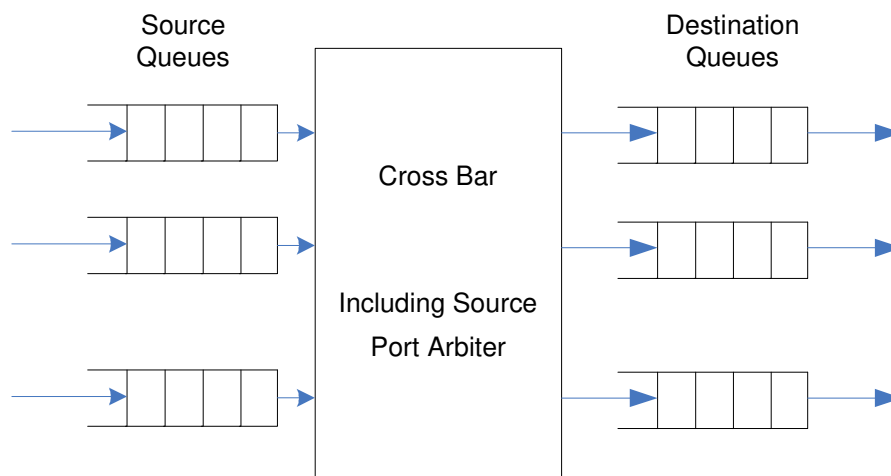 Source
Queues
Destination
Queues
Cross Bar
Including Source
Port Arbiter